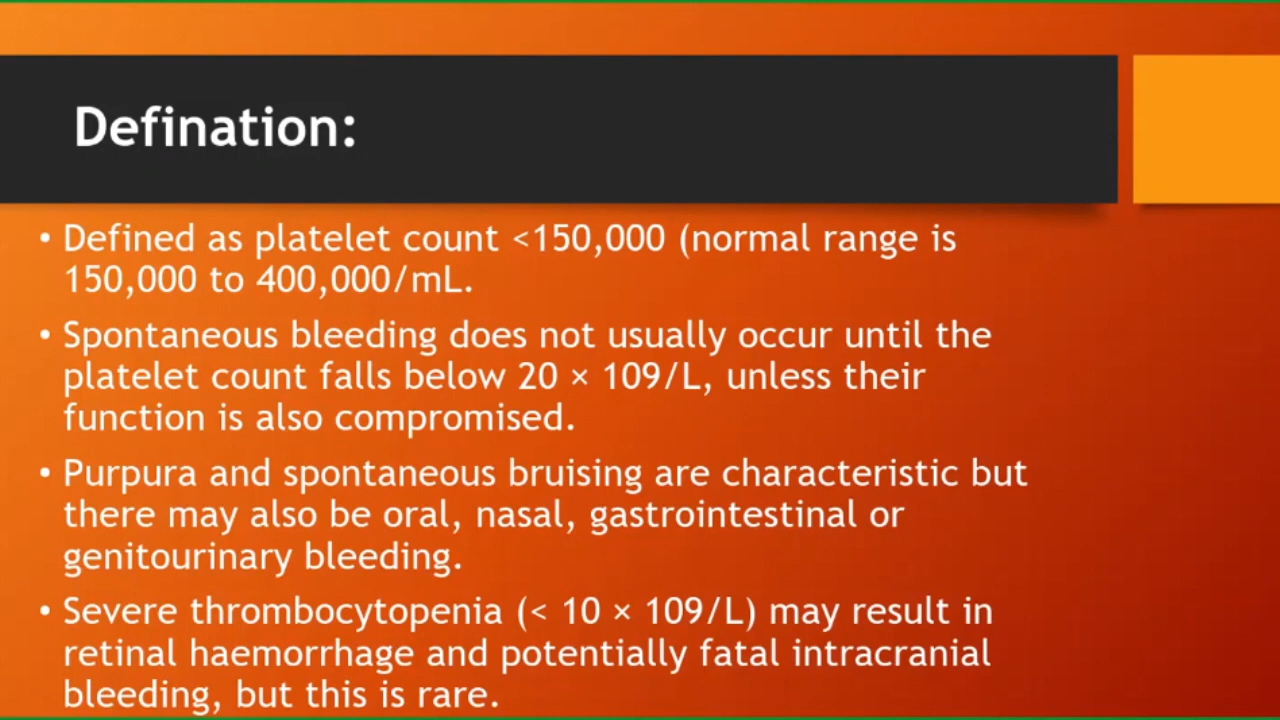 Defination:
• Defined as platelet count <150,000 (normal range is
150,000 to 400,000/mL.
• Spontaneous bleeding does not usually occur until the
platelet count falls below 20 × 109/L, unless their
function is also compromised.
• Purpura and spontaneous bruising are characteristic but
there may also be oral, nasal, gastrointestinal or
genitourinary bleeding.
• Severe thrombocytopenia (< 10 × 109/L) may result in
retinal haemorrhage and potentially fatal intracranial
bleeding, but this is rare.